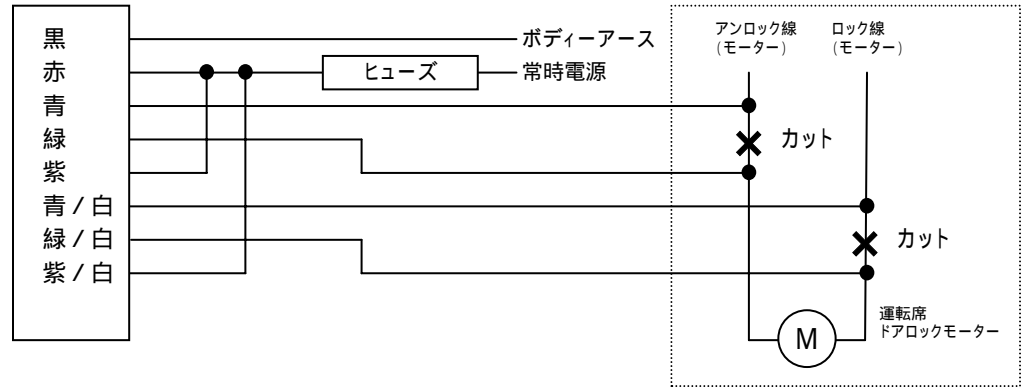 黒
赤
青
緑
紫
青/白
緑/白
紫/白
ボディーアース
ヒューズ
常時電源
アンロック線
(モーター)
ロック線
(モーター)
カット
カット
M
運転席
ドアロックモーター